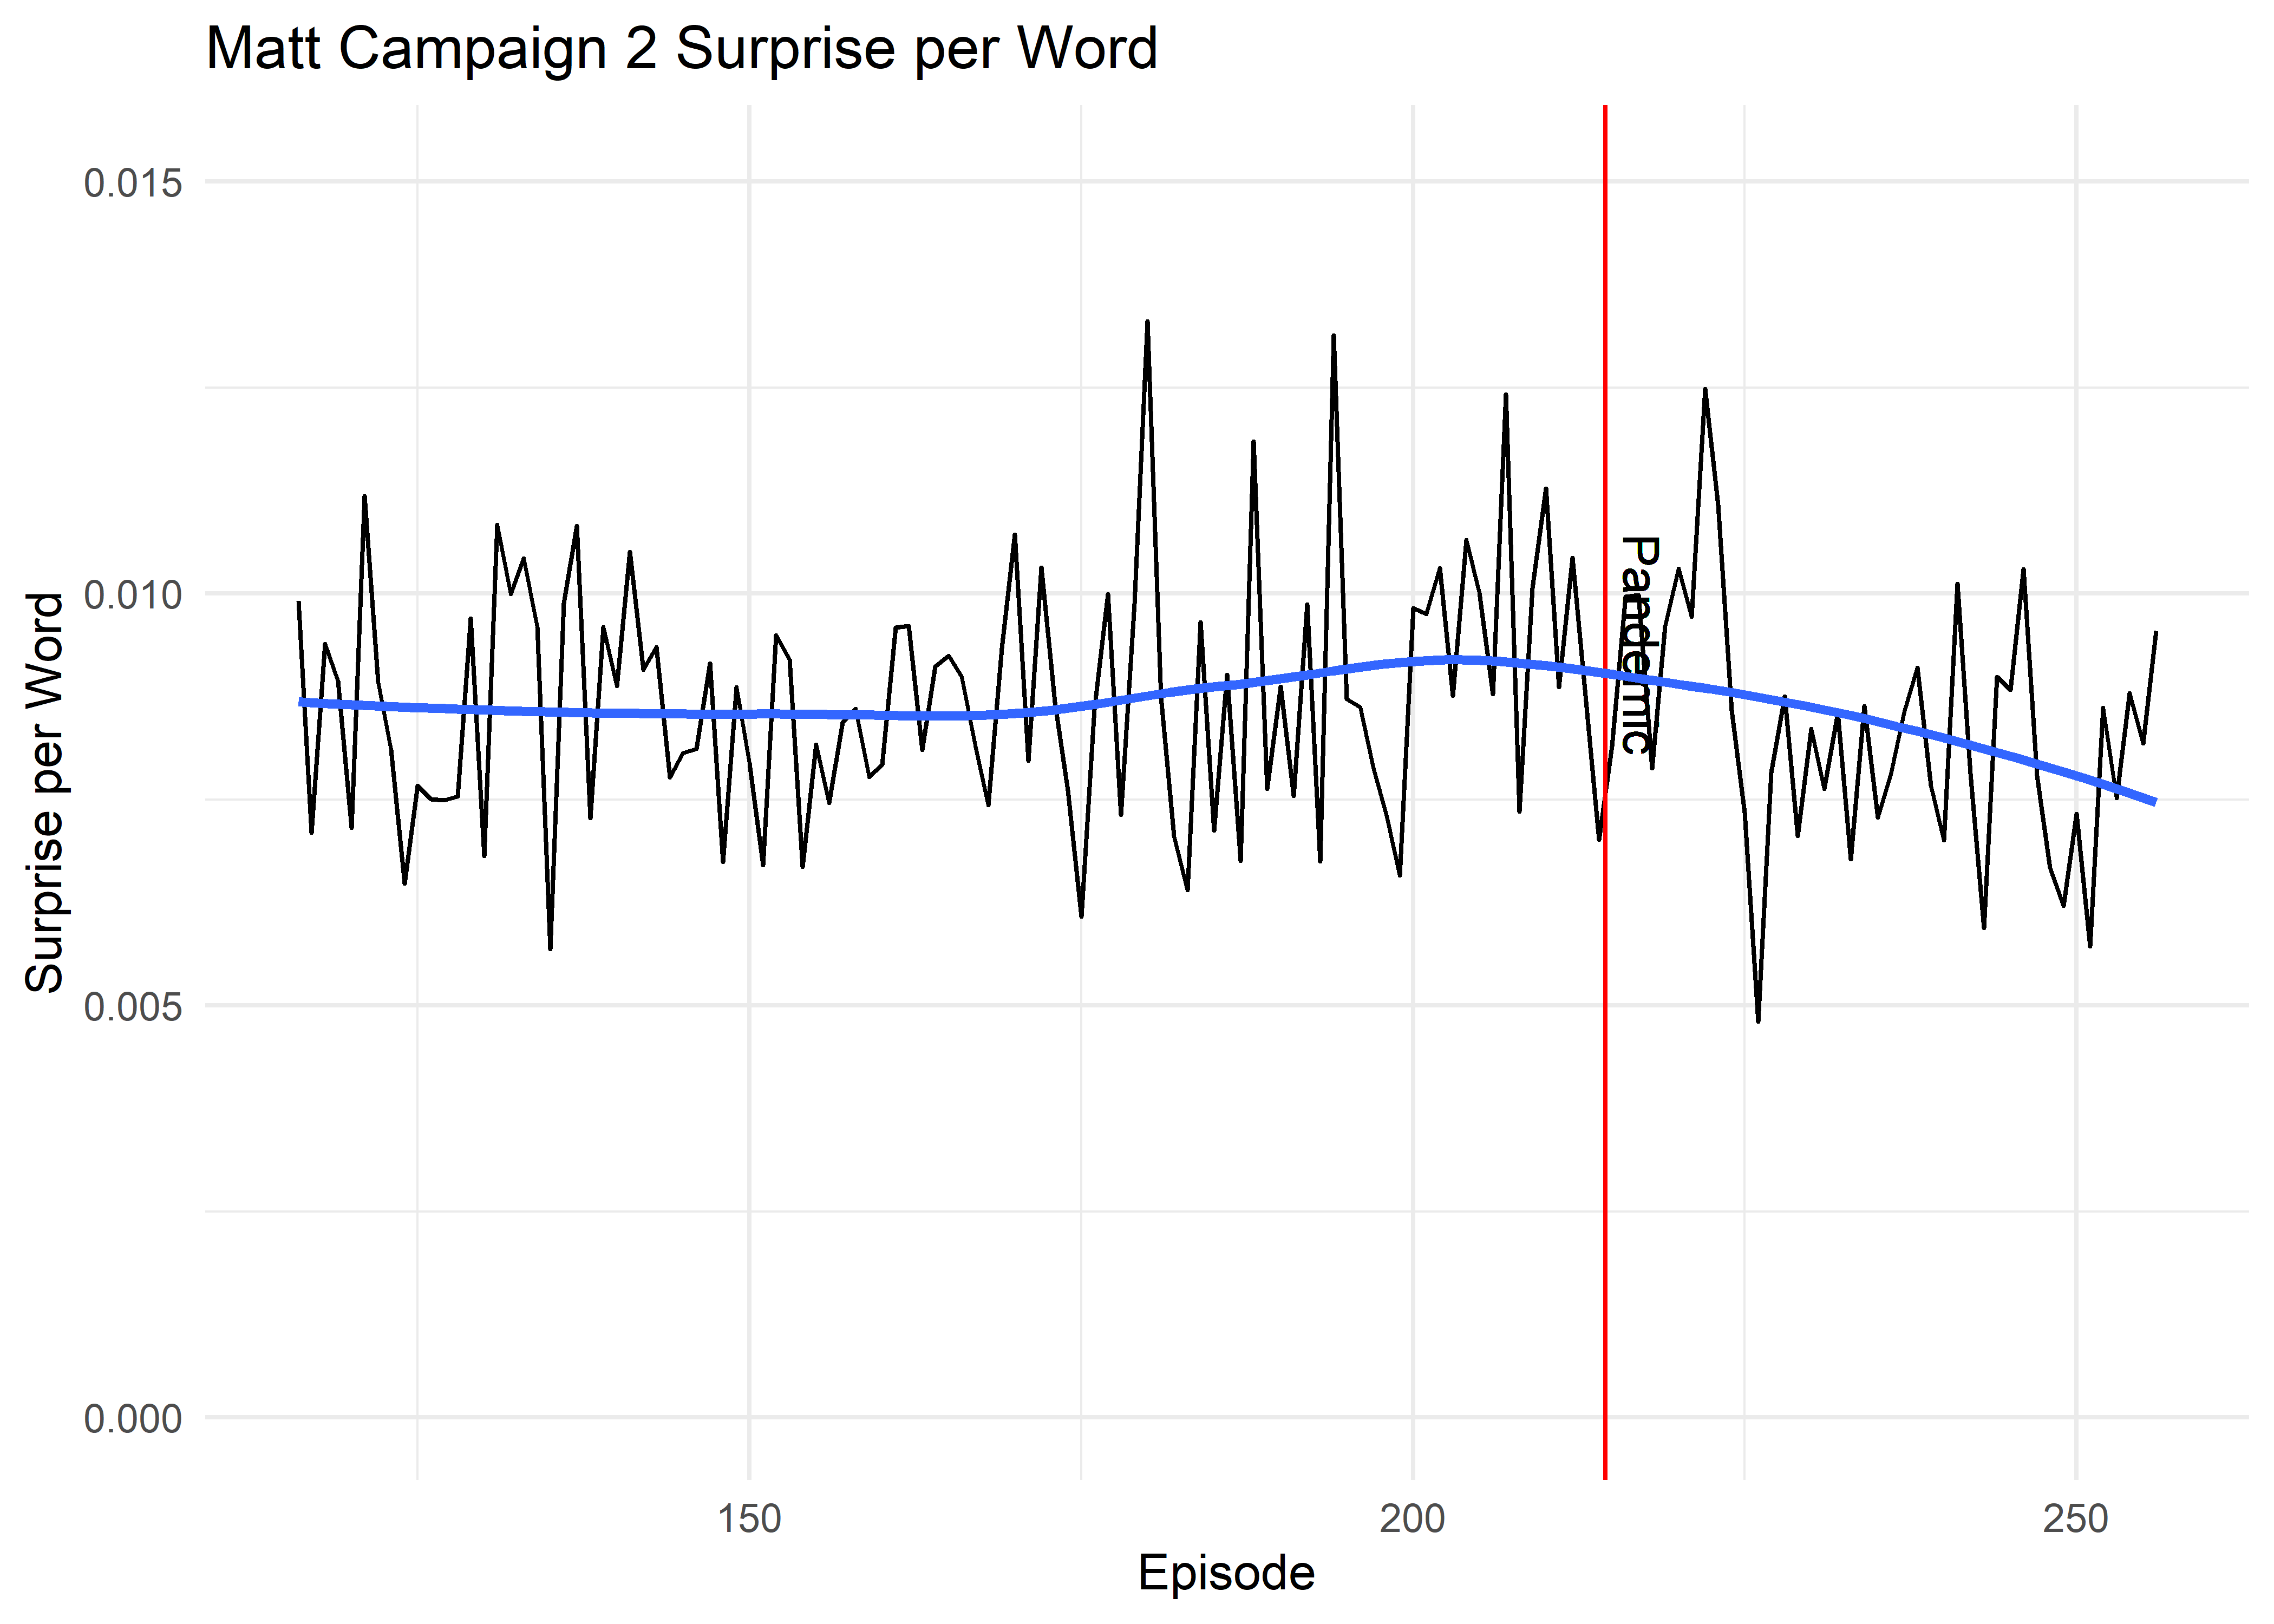 Matt Campaign 2 Surprise per Word
0.015
0.010
0.005
0.000
Surprise per Word
Pandemic
150
200
250
Episode